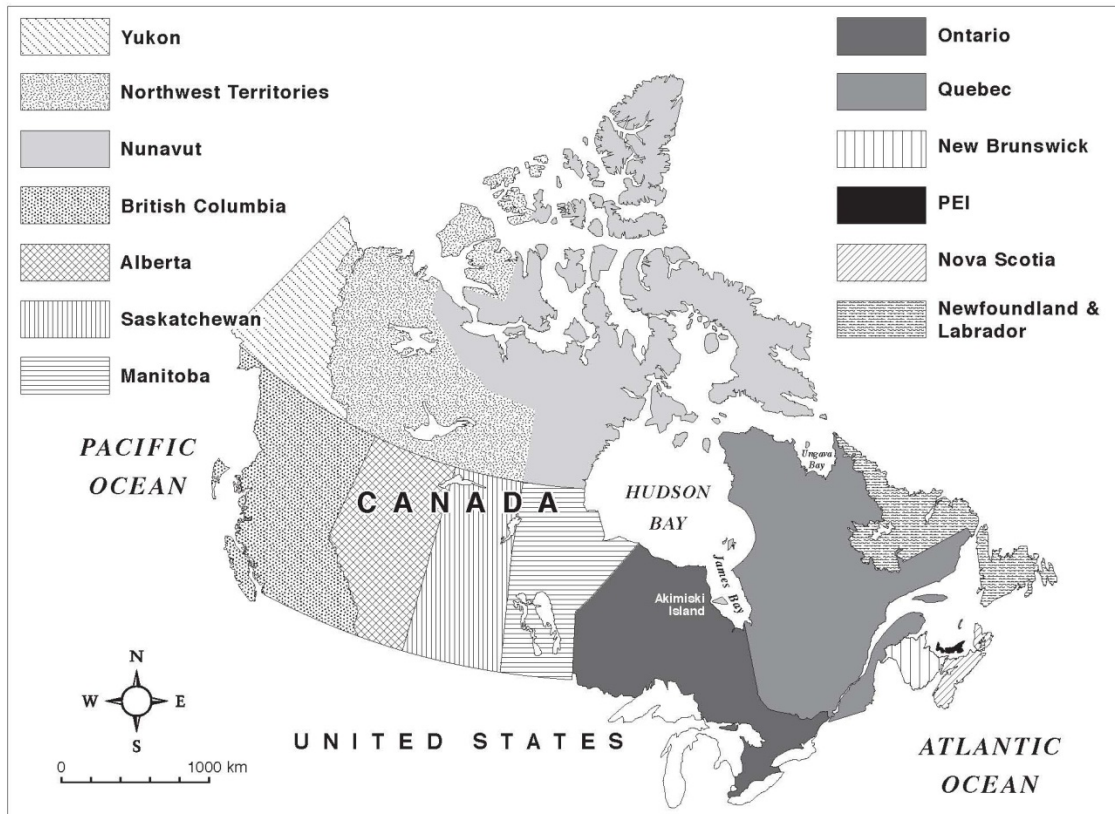 Yukon
Northwest Territories
Nunavut
British Columbia
Alberta
Saskatchewan
Manitoba
Ontario
Quebec
New Brunswick
PEI
Nova Scotia
Newfoundland &
Labrador
PACIFIC
OCEAN
CANADA
HUDSON
BAY
Ungava
Bay
James Bay
Akimiski
Island
N
W
E
S
0
1000 km
UNITED STATES
ATLANTIC
OCEAN